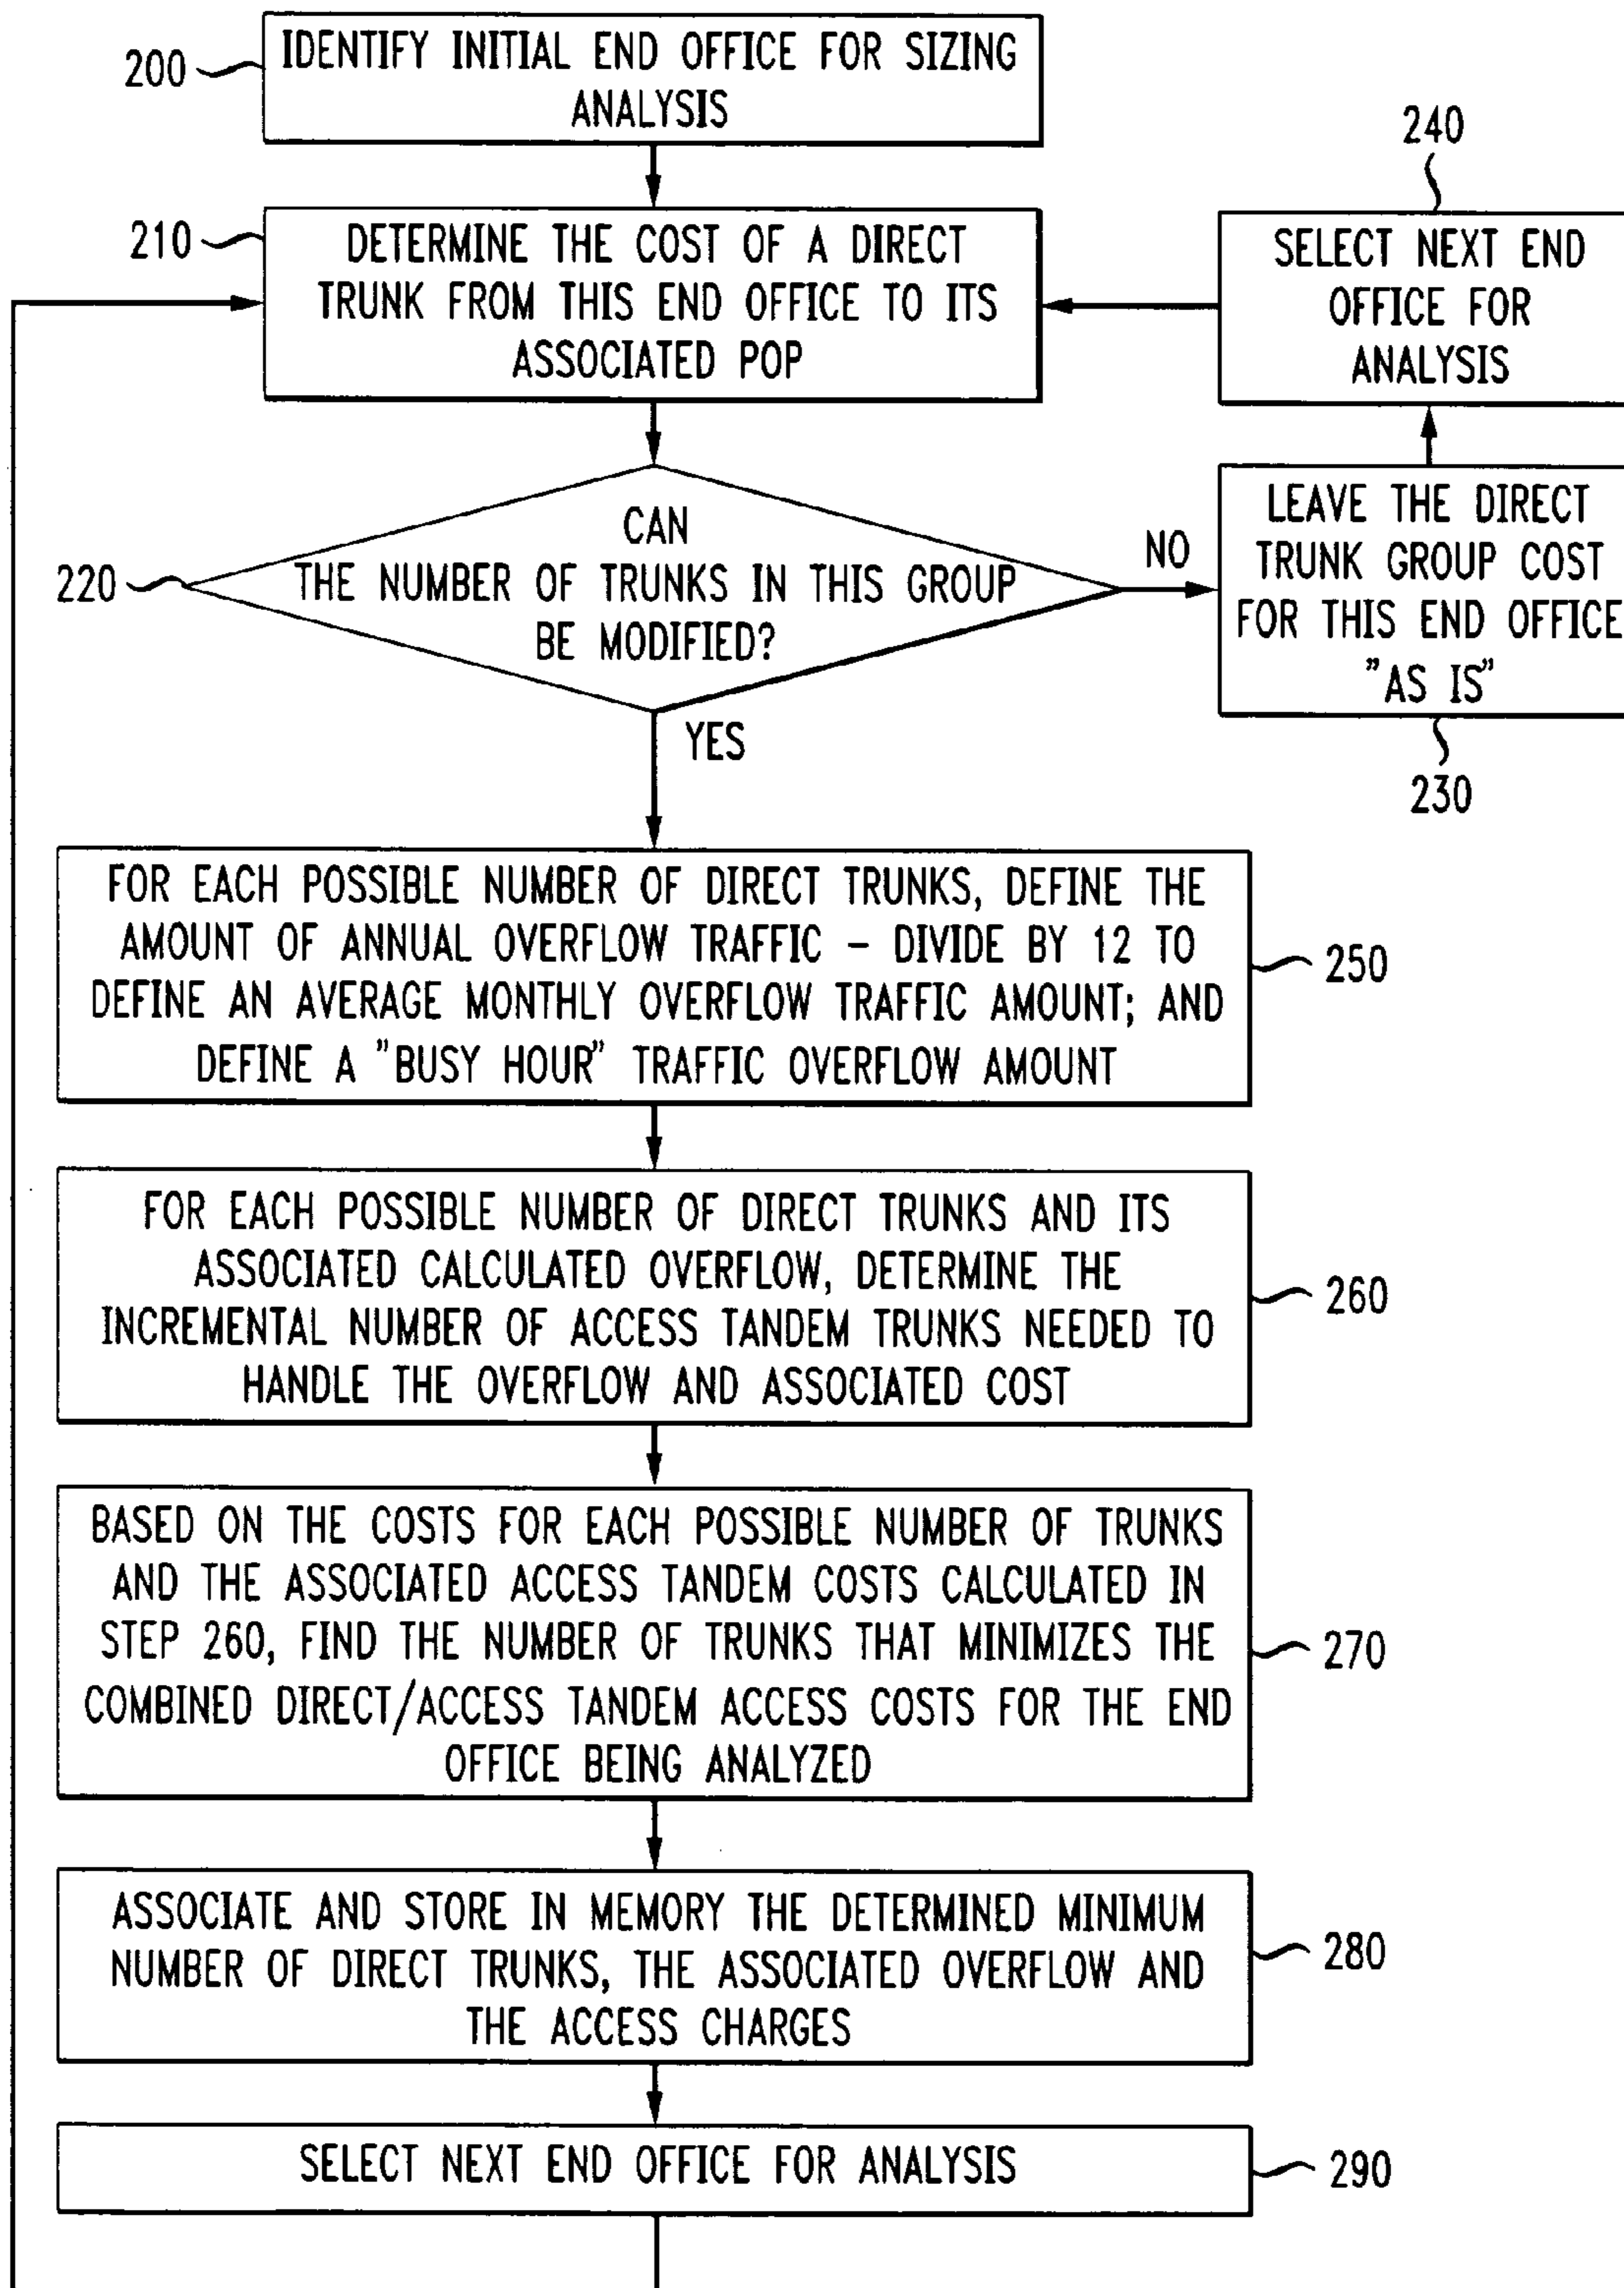 200
IDENTIFY INITIAL END OFFICE FOR SIZING
ANALYSIS
210
DETERMINE THE COST OF A DIRECT
TRUNK FROM THIS END OFFICE TO ITS
ASSOCIATED POP
240
SELECT NEXT END
OFFICE FOR
ANALYSIS
220
CAN
THE NUMBER OF TRUNKS IN THIS GROUP
BE MODIFIED?
NO
YES
LEAVE THE DIRECT
TRUNK GROUP COST
FOR THIS END OFFICE
"AS IS"
230
FOR EACH POSSIBLE NUMBER OF DIRECT TRUNKS, DEFINE THE
AMOUNT OF ANNUAL OVERFLOW TRAFFIC – DIVIDE BY 12 TO
DEFINE AN AVERAGE MONTHLY OVERFLOW TRAFFIC AMOUNT; AND
DEFINE A "BUSY HOUR" TRAFFIC OVERFLOW AMOUNT
250
FOR EACH POSSIBLE NUMBER OF DIRECT TRUNKS AND ITS
ASSOCIATED CALCULATED OVERFLOW, DETERMINE THE
INCREMENTAL NUMBER OF ACCESS TANDEM TRUNKS NEEDED TO
HANDLE THE OVERFLOW AND ASSOCIATED COST
260
BASED ON THE COSTS FOR EACH POSSIBLE NUMBER OF TRUNKS
AND THE ASSOCIATED ACCESS TANDEM COSTS CALCULATED IN
STEP 260, FIND THE NUMBER OF TRUNKS THAT MINIMIZES THE
COMBINED DIRECT/ACCESS TANDEM ACCESS COSTS FOR THE END
OFFICE BEING ANALYZED
270
ASSOCIATE AND STORE IN MEMORY THE DETERMINED MINIMUM
NUMBER OF DIRECT TRUNKS, THE ASSOCIATED OVERFLOW AND
THE ACCESS CHARGES
280
SELECT NEXT END OFFICE FOR ANALYSIS
290